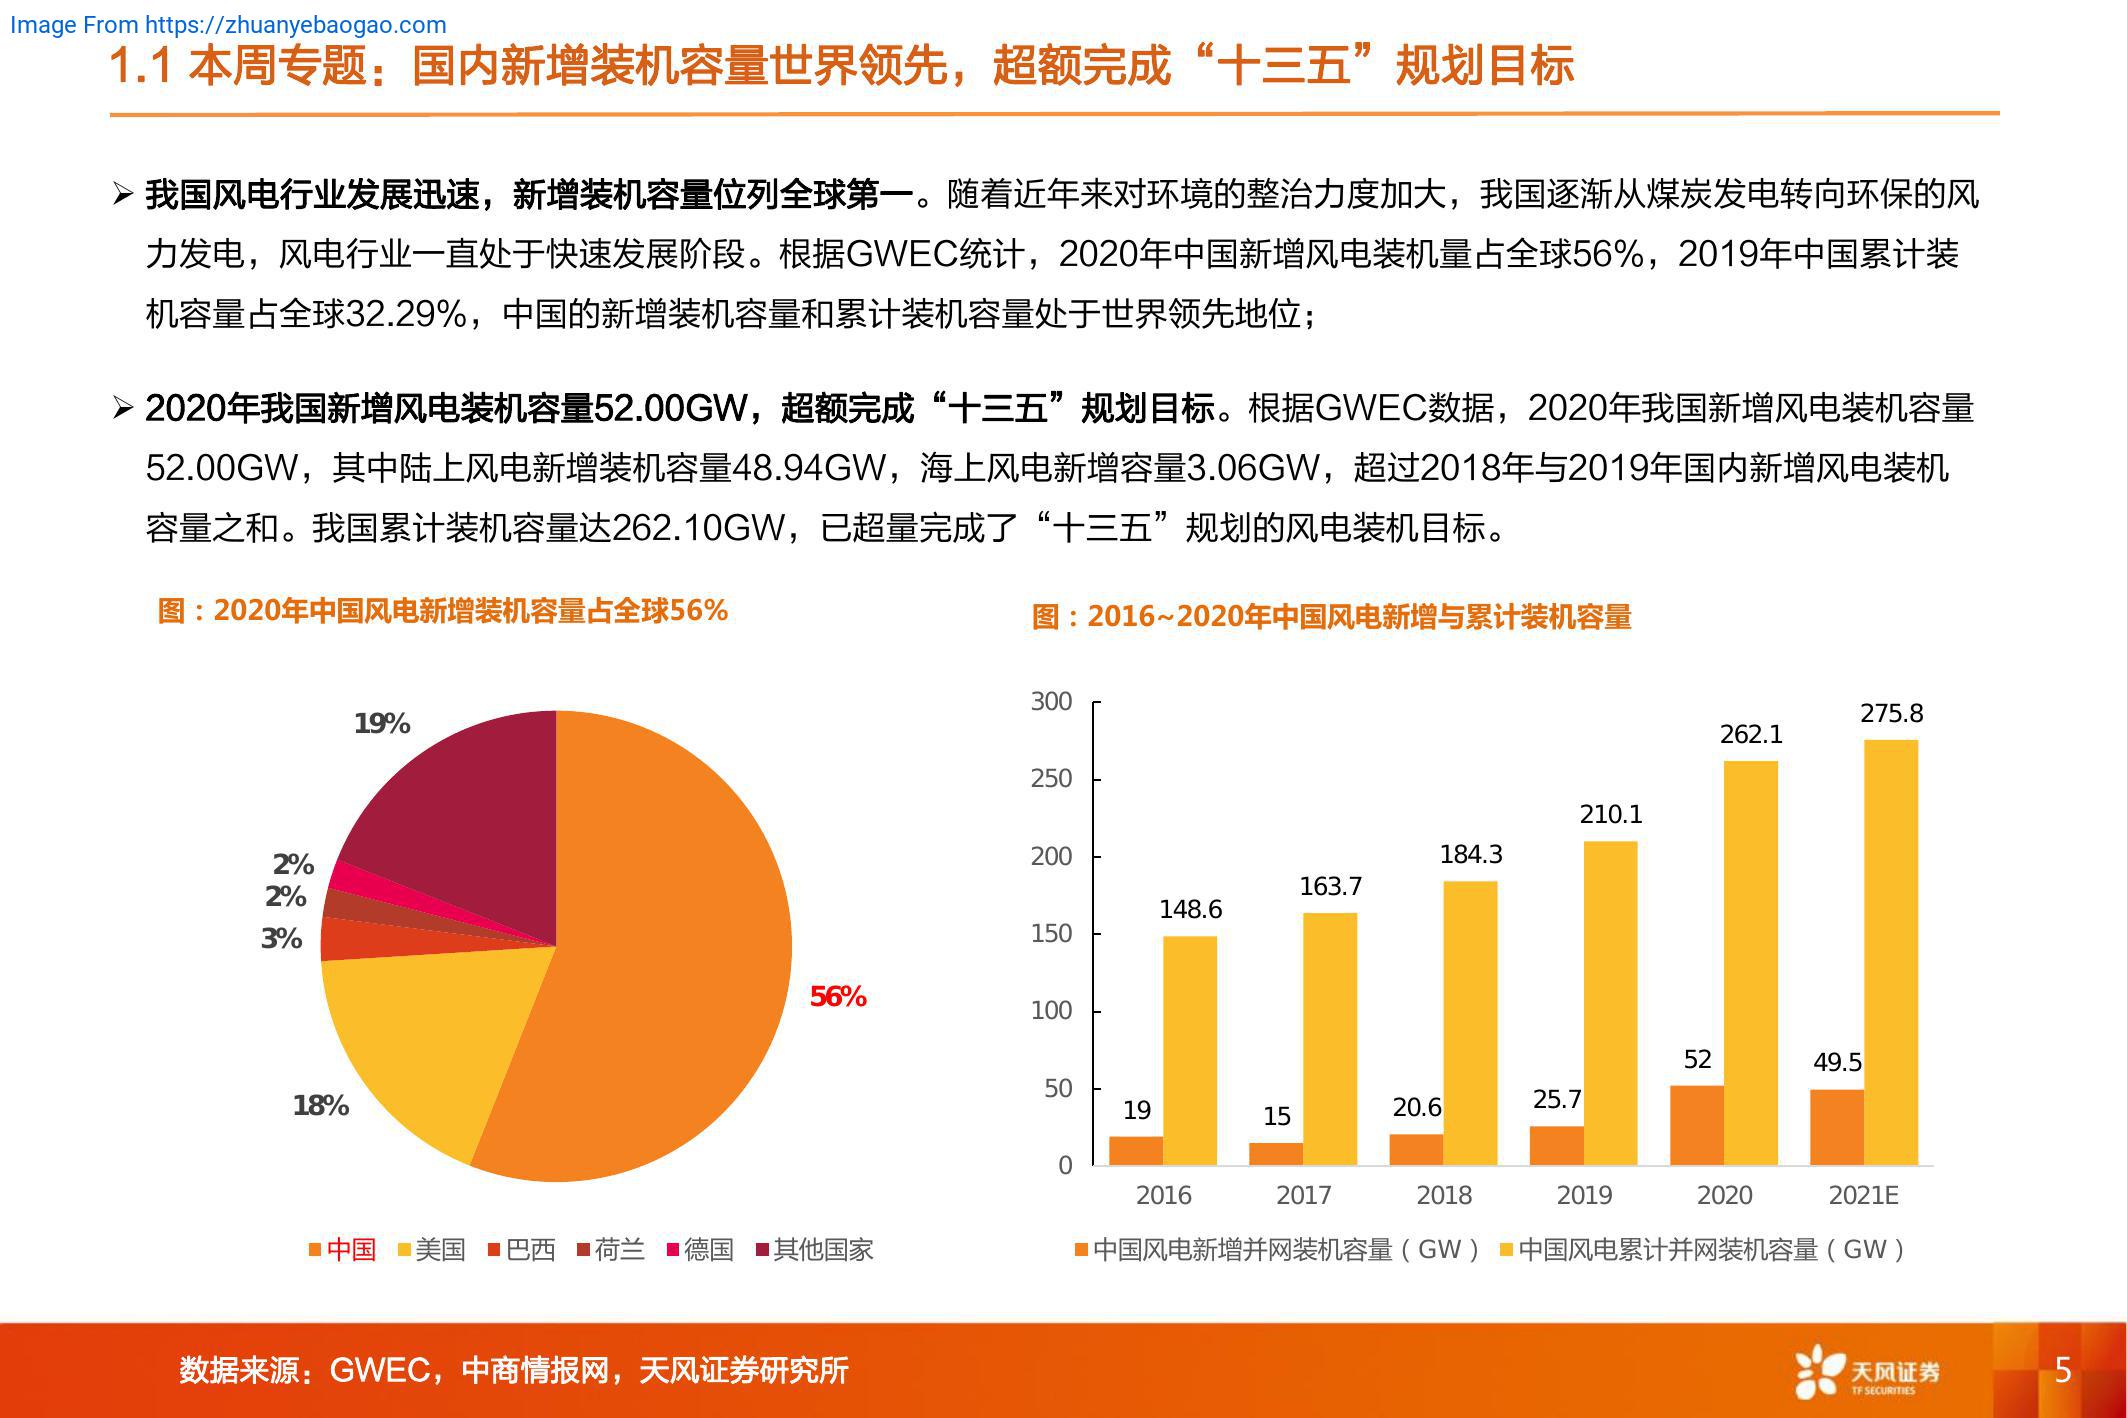 Image From https://zhuanyebaogao.com
1.1 本周专题：国内新增装机容量世界领先，超额完成“十三五”规划目标
➢ 我国风电行业发展迅速，新增装机容量位列全球第一。随着近年来对环境的整治力度加大，我国逐渐从煤炭发电转向环保的风
力发电，风电行业一直处于快速发展阶段。根据GWEC统计，2020年中国新增风电装机量占全球56%，2019年中国累计装
机容量占全球32.29%，中国的新增装机容量和累计装机容量处于世界领先地位；
➢ 2020年我国新增风电装机容量52.00GW，超额完成“十三五”规划目标。根据GWEC数据，2020年我国新增风电装机容量
52.00GW，其中陆上风电新增装机容量48.94GW，海上风电新增容量3.06GW，超过2018年与2019年国内新增风电装机
容量之和。我国累计装机容量达262.10GW，已超量完成了“十三五”规划的风电装机目标。
图：2020年中国风电新增装机容量占全球56%
19%
2%
2%
3%
56%
18%
中国 美国 巴西 荷兰 德国 其他国家
图：2016~2020年中国风电新增与累计装机容量
300
250
200
150
100
50
0
148.6
163.7
184.3
210.1
262.1
275.8
19
15
20.6
25.7
52
49.5
2016 2017 2018 2019 2020 2021E
中国风电新增并网装机容量（GW） 中国风电累计并网装机容量（GW）
数据来源：GWEC，中商情报网，天风证券研究所
天风证券
TF SECURITIES
5